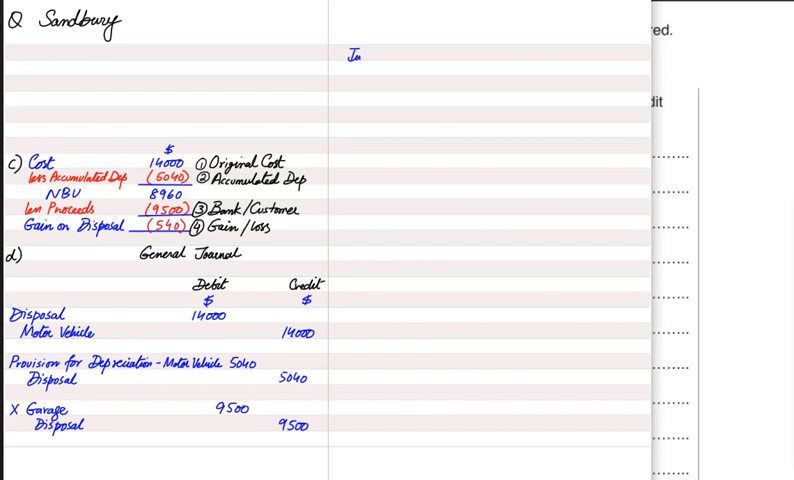 Q Sandbury
Ju
red.
dit
$
c) Cost 14000 ① Original Cost
less Accumulated Dep (5040) ② Accumulated Dep
NBV 8960
less Proceeds (9500) ③ Bank/Customer
Gain on Disposal (540) ④ Gain/loss
d) General Journal
Debit Credit
$ $
Disposal 14000
Motor Vehicle 14000
Provision for Depreciation - Motor Vehicle 5040
Disposal 5040
X Garage 9500
Disposal 9500